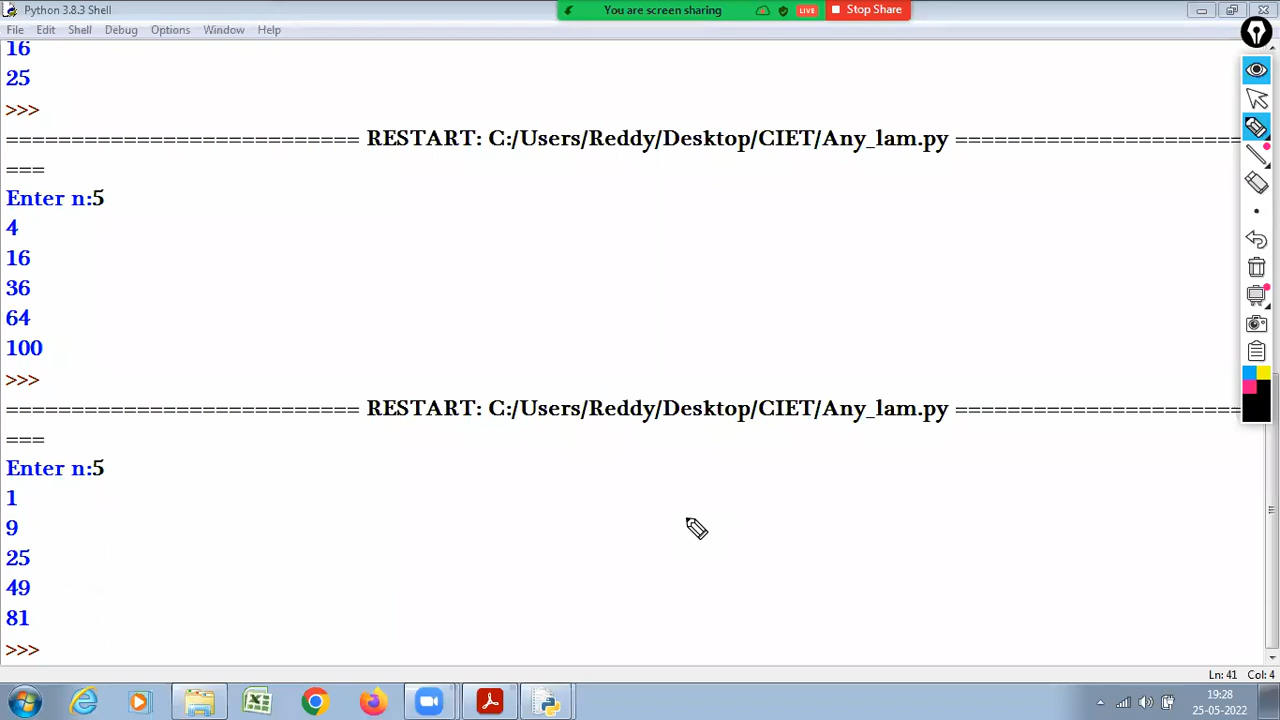 Python 3.8.3 Shell
You are screen sharing
LIVE
Stop Share
File Edit Shell Debug Options Window Help
16
25
>>>
=========================== RESTART: C:/Users/Reddy/Desktop/CIET/Any_lam.py ======================
===
Enter n:5
4
16
36
64
100
>>>
=========================== RESTART: C:/Users/Reddy/Desktop/CIET/Any_lam.py ======================
===
Enter n:5
1
9
25
49
81
>>>
Ln: 41 Col: 4
19:28
25-05-2022